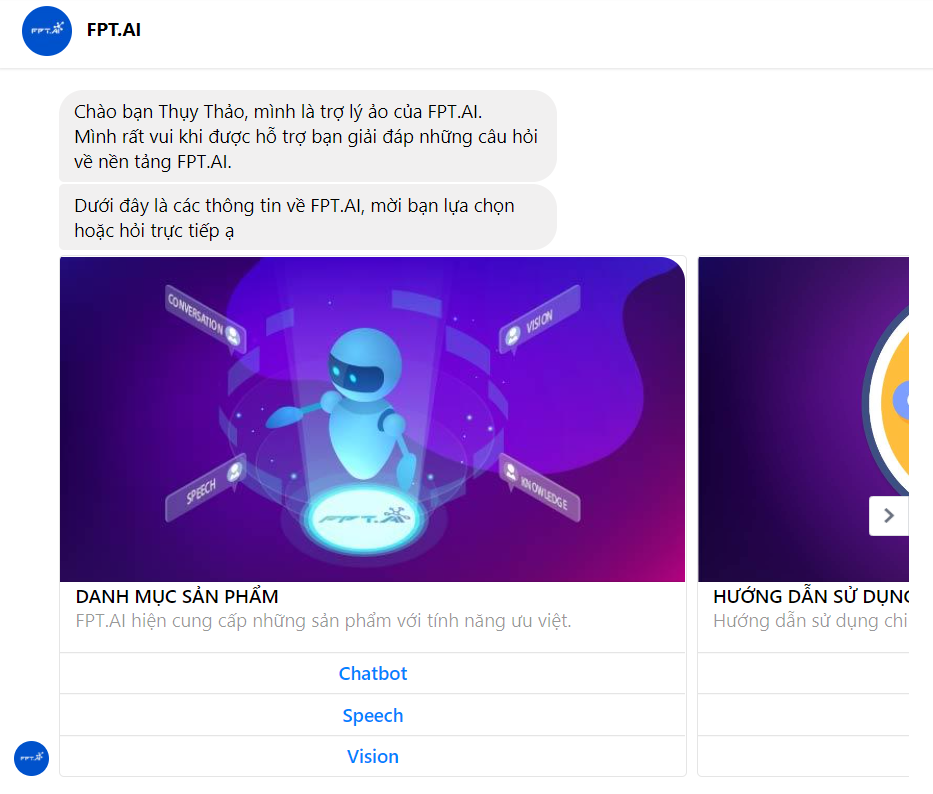 FPT.AI
FPT.AI
Chào bạn Thụy Thảo, mình là trợ lý ảo của FPT.AI.
Mình rất vui khi được hỗ trợ bạn giải đáp những câu hỏi
về nền tảng FPT.AI.
Dưới đây là các thông tin về FPT.AI, mời bạn lựa chọn
hoặc hỏi trực tiếp ạ
CONVERSATION
VISION
SPEECH
KNOWLEDGE
FPT.AI
DANH MỤC SẢN PHẨM
FPT.AI hiện cung cấp những sản phẩm với tính năng ưu việt.
Chatbot
Speech
Vision
HƯỚNG DẪN SỬ DỤNG
Hướng dẫn sử dụng chi
FPT.AI